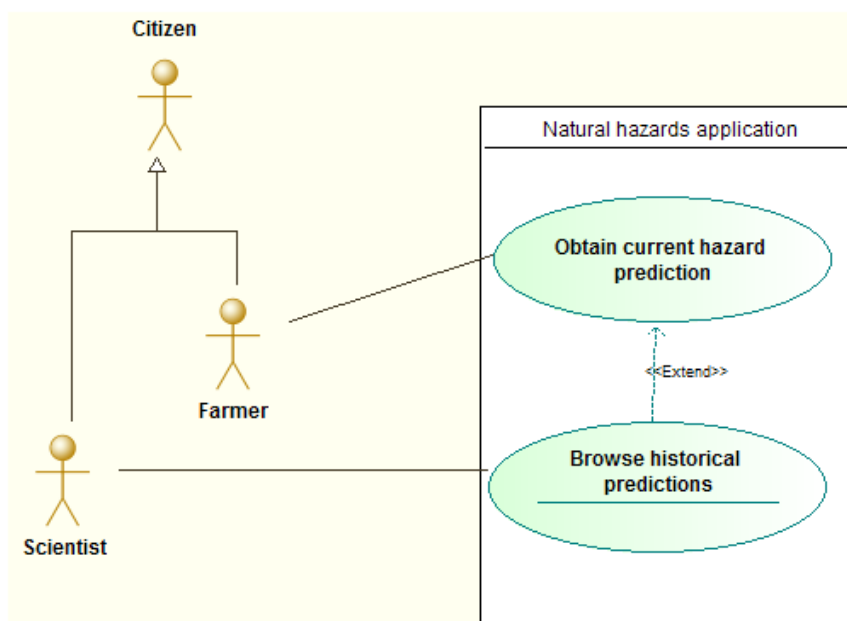 Citizen
Natural hazards application
Obtain current hazard
prediction
<<Extend>>
Farmer
Browse historical
predictions
Scientist